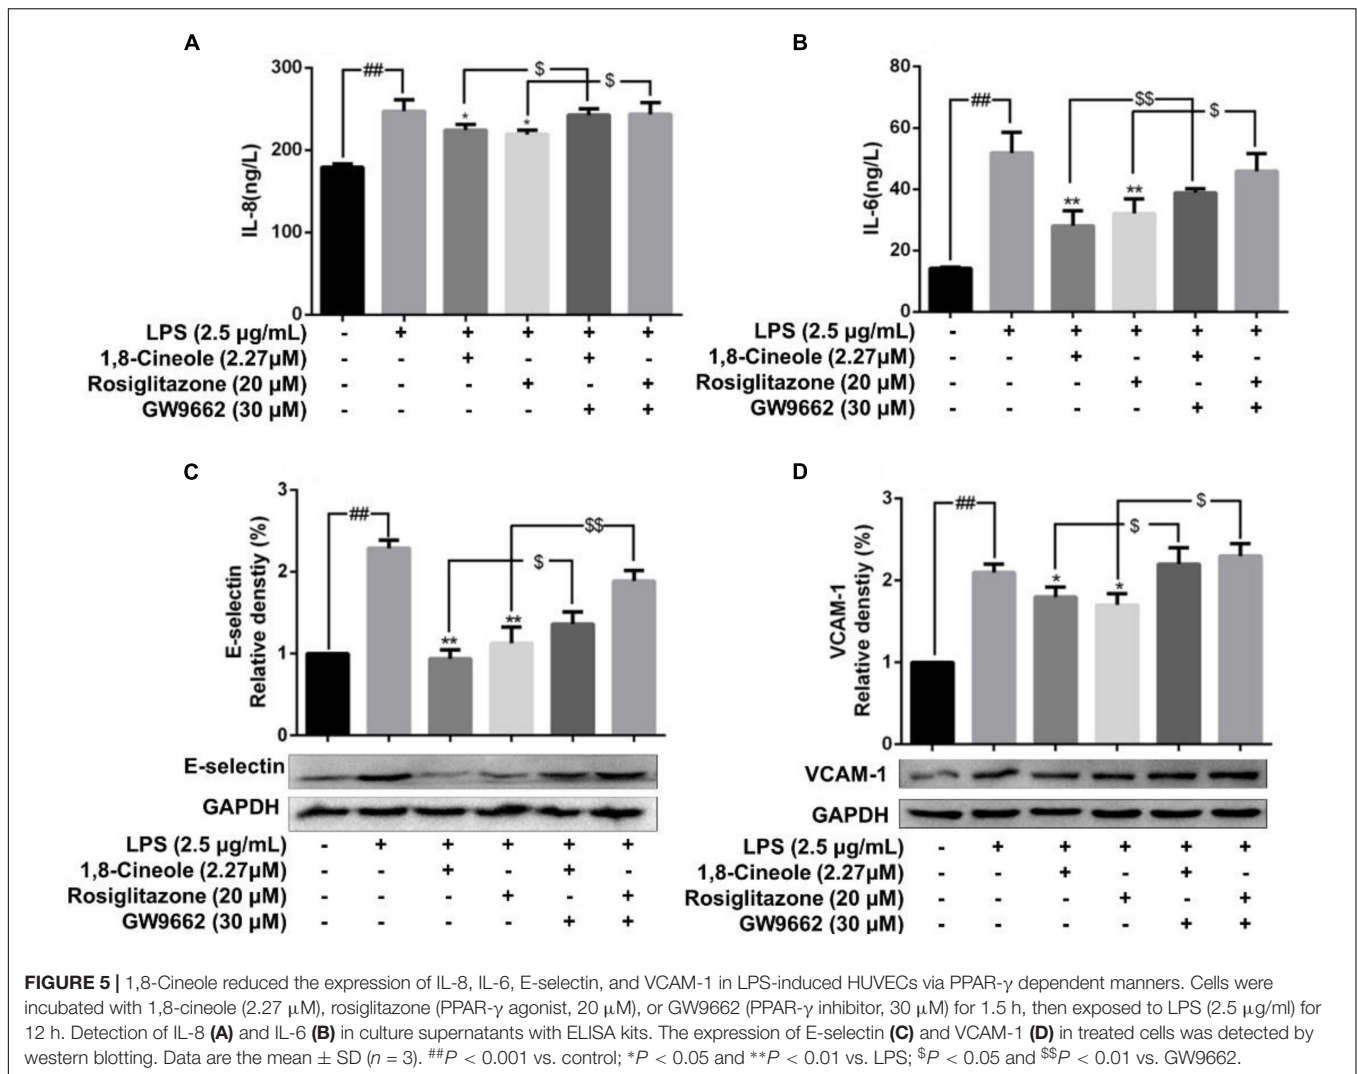 A
300
200
100
0
IL-8(ng/L)
##
*
*
$
$
LPS (2.5 µg/mL) - + + + + +
1,8-Cineole (2.27µM) - - + - + -
Rosiglitazone (20 µM) - - - + - +
GW9662 (30 µM) - - - - + +
B
80
60
40
20
0
IL-6(ng/L)
##
**
**
$$
$
LPS (2.5 µg/mL) - + + + + +
1,8-Cineole (2.27µM) - - + - + -
Rosiglitazone (20 µM) - - - + - +
GW9662 (30 µM) - - - - + +
C
3
2
1
0
E-selectin
Relative denstiy (%)
##
**
**
$
$$
E-selectin
GAPDH
LPS (2.5 µg/mL) - + + + + +
1,8-Cineole (2.27µM) - - + - + -
Rosiglitazone (20 µM) - - - + - +
GW9662 (30 µM) - - - - + +
D
3
2
1
0
VCAM-1
Relative densty (%)
##
*
*
$
$
VCAM-1
GAPDH
LPS (2.5 µg/mL) - + + + + +
1,8-Cineole (2.27µM) - - + - + -
Rosiglitazone (20 µM) - - - + - +
GW9662 (30 µM) - - - - + +
FIGURE 5 | 1,8-Cineole reduced the expression of IL-8, IL-6, E-selectin, and VCAM-1 in LPS-induced HUVECs via PPAR-γ dependent manners. Cells were
incubated with 1,8-cineole (2.27 µM), rosiglitazone (PPAR-γ agonist, 20 µM), or GW9662 (PPAR-γ inhibitor, 30 µM) for 1.5 h, then exposed to LPS (2.5 µg/ml) for
12 h. Detection of IL-8 (A) and IL-6 (B) in culture supernatants with ELISA kits. The expression of E-selectin (C) and VCAM-1 (D) in treated cells was detected by
western blotting. Data are the mean ± SD (n = 3). ##P < 0.001 vs. control; *P < 0.05 and **P < 0.01 vs. LPS; $P < 0.05 and $$P < 0.01 vs. GW9662.